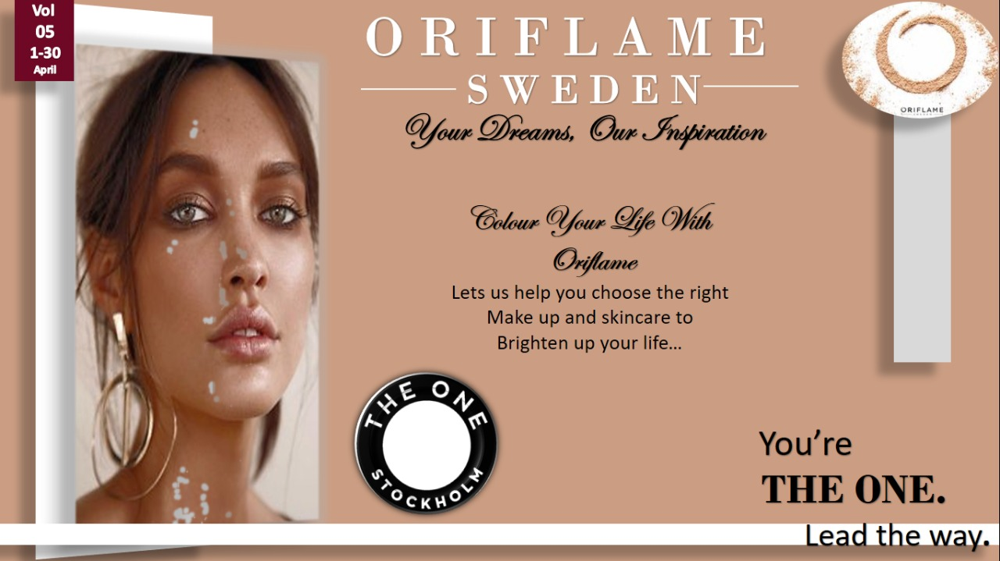 Vol
05
1-30
April
ORIFLAME
SWEDEN
Your Dreams, Our Inspiration
ORIFLAME
SWEDEN
Colour Your Life With
Oriflame
Lets us help you choose the right
Make up and skincare to
Brighten up your life…
THE ONE
STOCKHOLM
You’re
THE ONE.
Lead the way.